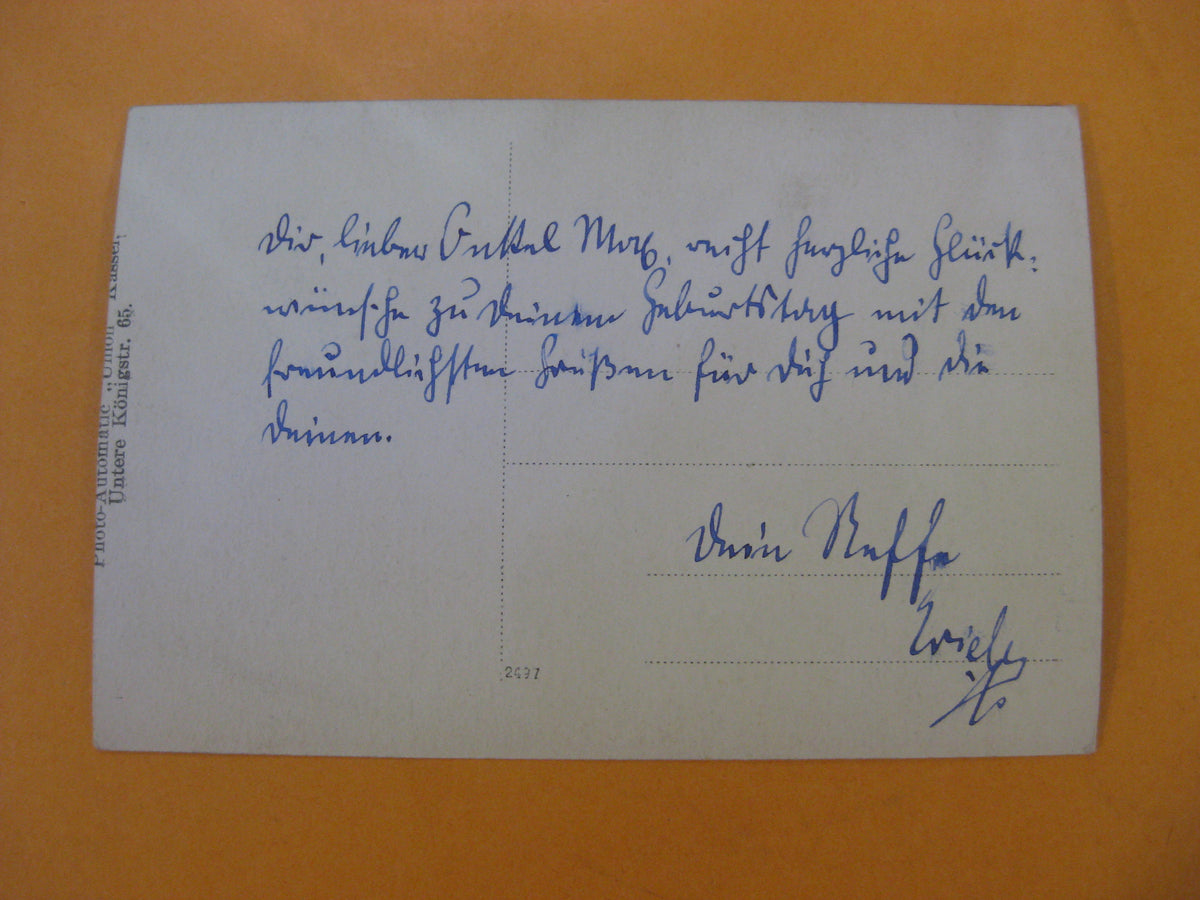 Dir, lieber Onkel Max, recht herzliche Glück-
wünsche zu Deinem Geburtstag mit den
freundlichsten Grüßen für Dich und die
Deinen.
Dein Neffe
Photo-Automatic „Union" Kassel,
Untere Königstr. 65.
2497